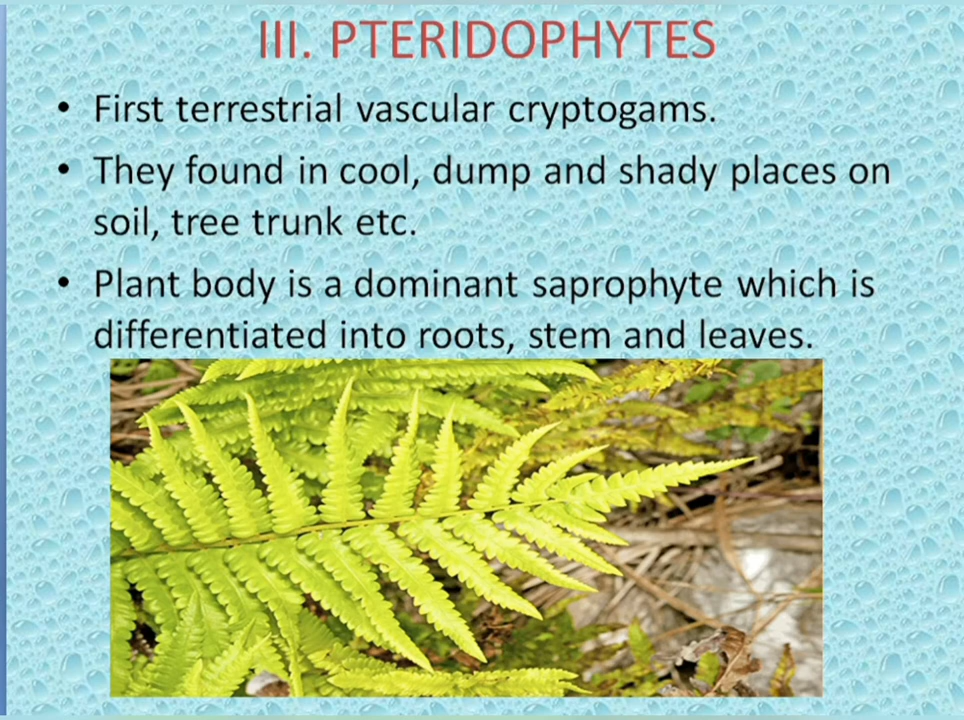 III. PTERIDOPHYTES
• First terrestrial vascular cryptogams.
• They found in cool, dump and shady places on
soil, tree trunk etc.
• Plant body is a dominant saprophyte which is
differentiated into roots, stem and leaves.